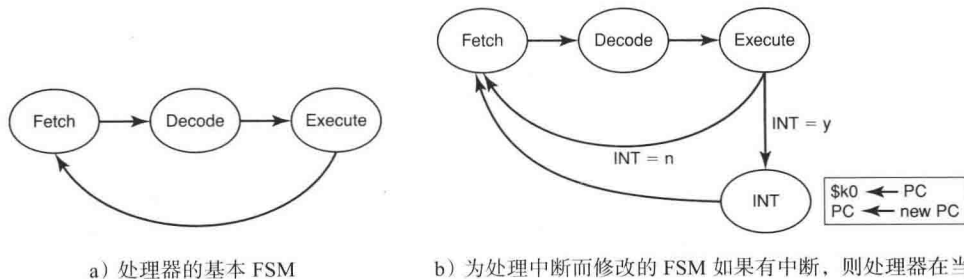 Fetch
Decode
Execute
Fetch
Decode
Execute
INT = y
INT = n
INT
$k0 ← PC
PC ← new PC
a）处理器的基本 FSM
b）为处理中断而修改的 FSM 如果有中断，则处理器在当